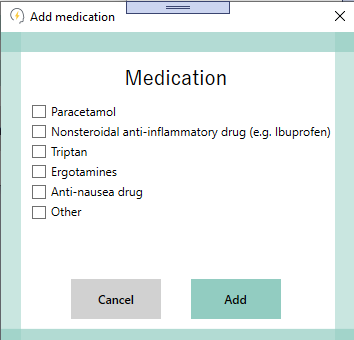 Add medication
Medication
Paracetamol
Nonsteroidal anti-inflammatory drug (e.g. Ibuprofen)
Triptan
Ergotamines
Anti-nausea drug
Other
Cancel Add